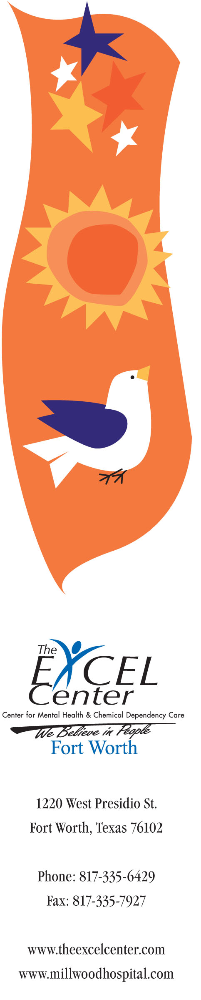 The
EXCEL
Center
Center for Mental Health & Chemical Dependency Care
We Believe in People
Fort Worth
1220 West Presidio St.
Fort Worth, Texas 76102
Phone: 817-335-6429
Fax: 817-335-7927
www.theexcelcenter.com
www.millwoodhospital.com